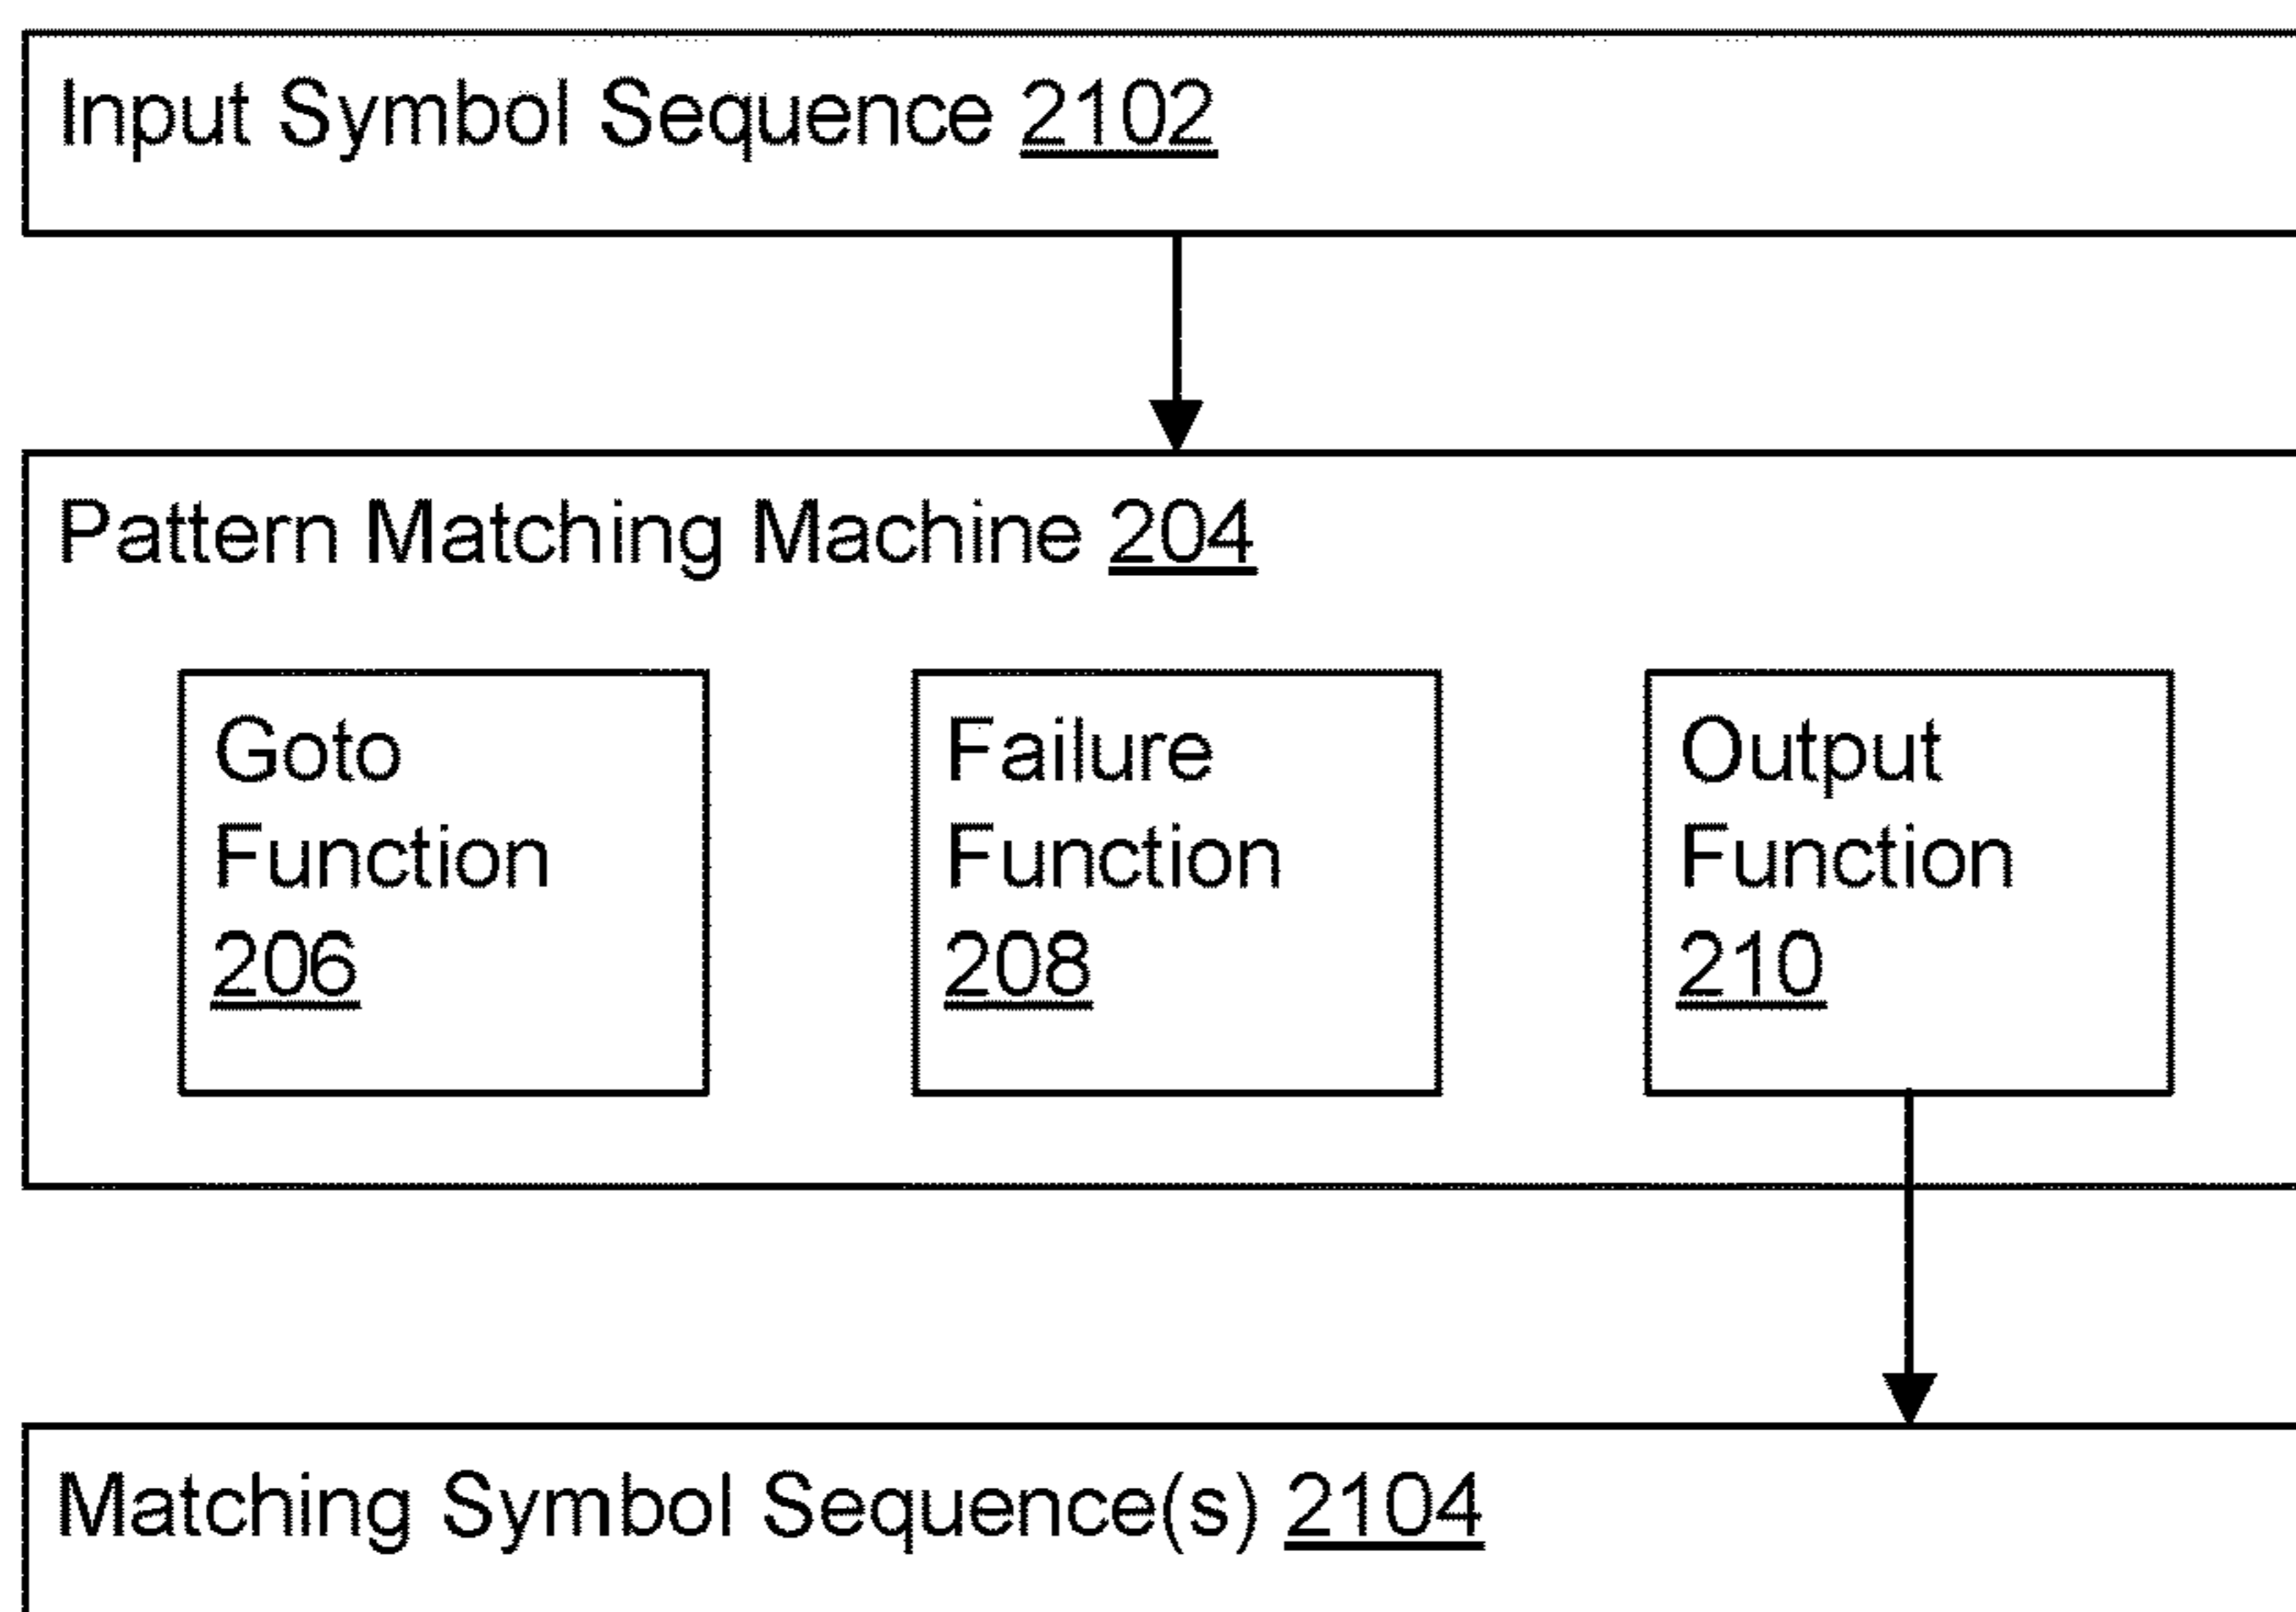 Input Symbol Sequence 2102
Pattern Matching Machine 204
Goto
Function
206
Failure
Function
208
Output
Function
210
Matching Symbol Sequence(s) 2104